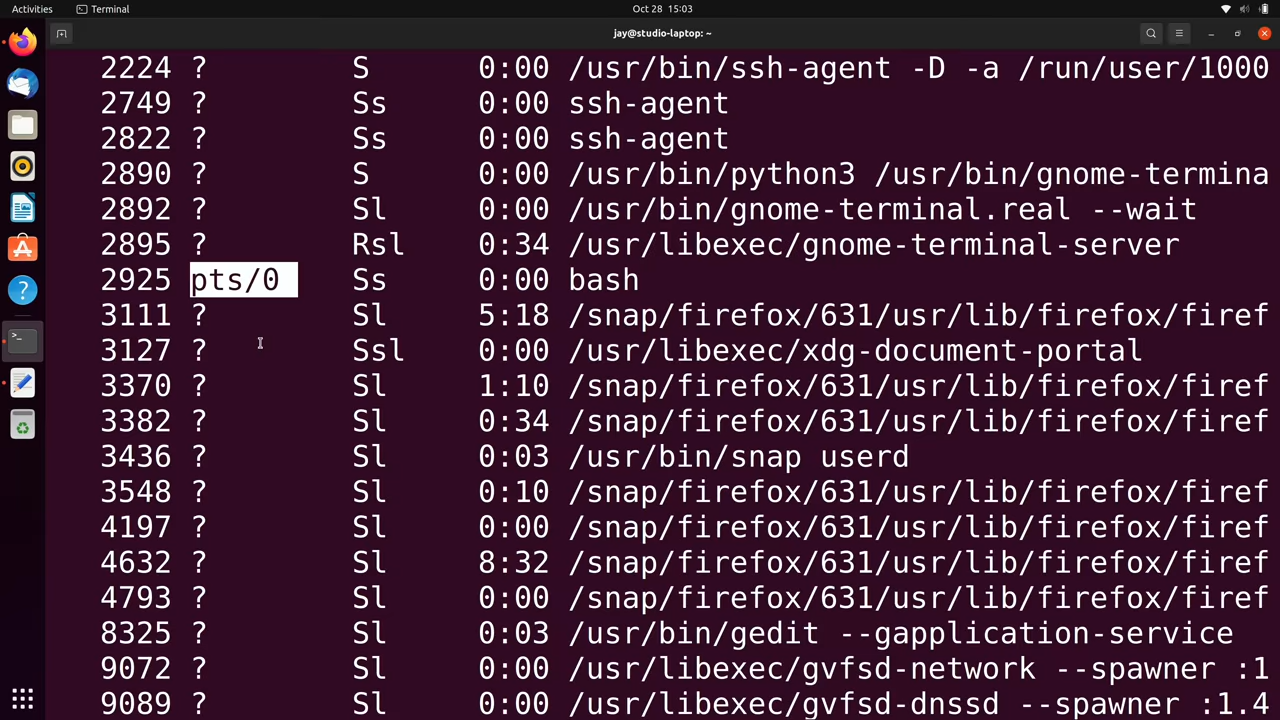 Activities
Terminal
Oct 28 15:03
jay@studio-laptop: ~
2224 ? S 0:00 /usr/bin/ssh-agent -D -a /run/user/1000
2749 ? Ss 0:00 ssh-agent
2822 ? Ss 0:00 ssh-agent
2890 ? S 0:00 /usr/bin/python3 /usr/bin/gnome-termina
2892 ? Sl 0:00 /usr/bin/gnome-terminal.real --wait
2895 ? Rsl 0:34 /usr/libexec/gnome-terminal-server
2925 pts/0 Ss 0:00 bash
3111 ? Sl 5:18 /snap/firefox/631/usr/lib/firefox/firef
3127 ? Ssl 0:00 /usr/libexec/xdg-document-portal
3370 ? Sl 1:10 /snap/firefox/631/usr/lib/firefox/firef
3382 ? Sl 0:34 /snap/firefox/631/usr/lib/firefox/firef
3436 ? Sl 0:03 /usr/bin/snap userd
3548 ? Sl 0:10 /snap/firefox/631/usr/lib/firefox/firef
4197 ? Sl 0:00 /snap/firefox/631/usr/lib/firefox/firef
4632 ? Sl 8:32 /snap/firefox/631/usr/lib/firefox/firef
4793 ? Sl 0:00 /snap/firefox/631/usr/lib/firefox/firef
8325 ? Sl 0:03 /usr/bin/gedit --gapplication-service
9072 ? Sl 0:00 /usr/libexec/gvfsd-network --spawner :1
9089 ? Sl 0:00 /usr/libexec/gvfsd-dnssd --spawner :1.4